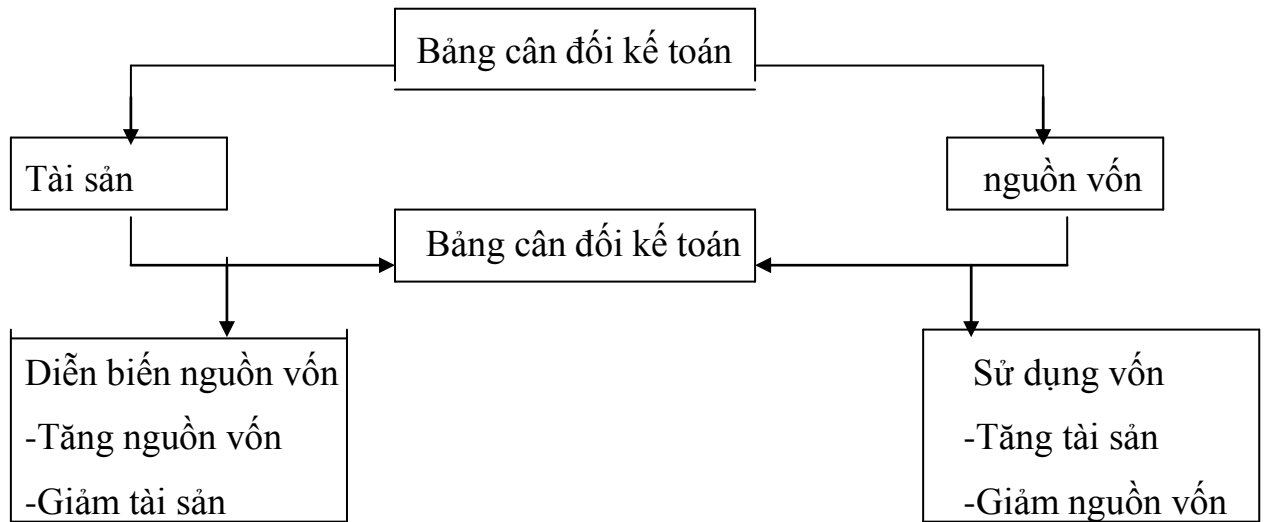 Bảng cân đối kế toán
Tài sản
nguồn vốn
Bảng cân đối kế toán
Diễn biến nguồn vốn
-Tăng nguồn vốn
-Giảm tài sản
Sử dụng vốn
-Tăng tài sản
-Giảm nguồn vốn